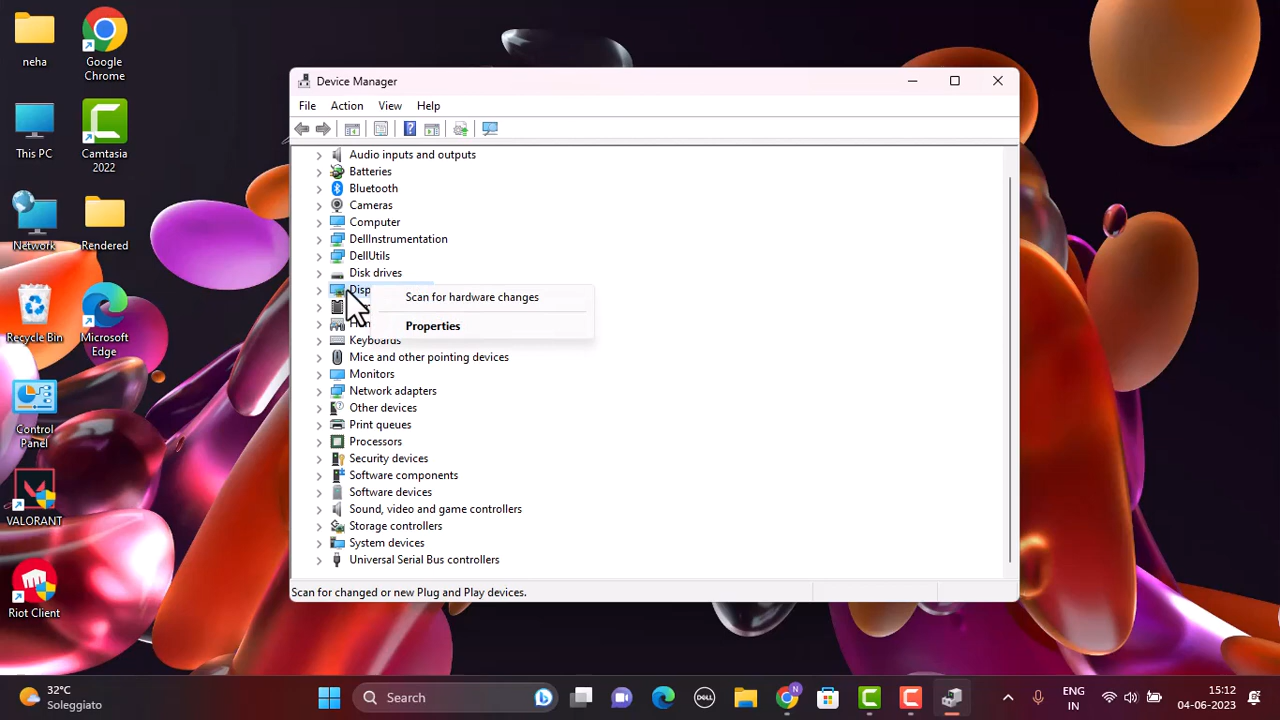 neha
Google
Chrome
This PC
Camtasia
2022
Network
Rendered
Recycle Bin
Microsoft
Edge
Control
Panel
VALORANT
Riot Client
Device Manager
File Action View Help
Audio inputs and outputs
Batteries
Bluetooth
Cameras
Computer
DellInstrumentation
DellUtils
Disk drives
Scan for hardware changes
Properties
Keyboards
Mice and other pointing devices
Monitors
Network adapters
Other devices
Print queues
Processors
Security devices
Software components
Software devices
Sound, video and game controllers
Storage controllers
System devices
Universal Serial Bus controllers
Scan for changed or new Plug and Play devices.
32°C
Soleggiato
Search
DELL
N
ENG
IN
15:12
04-06-2023